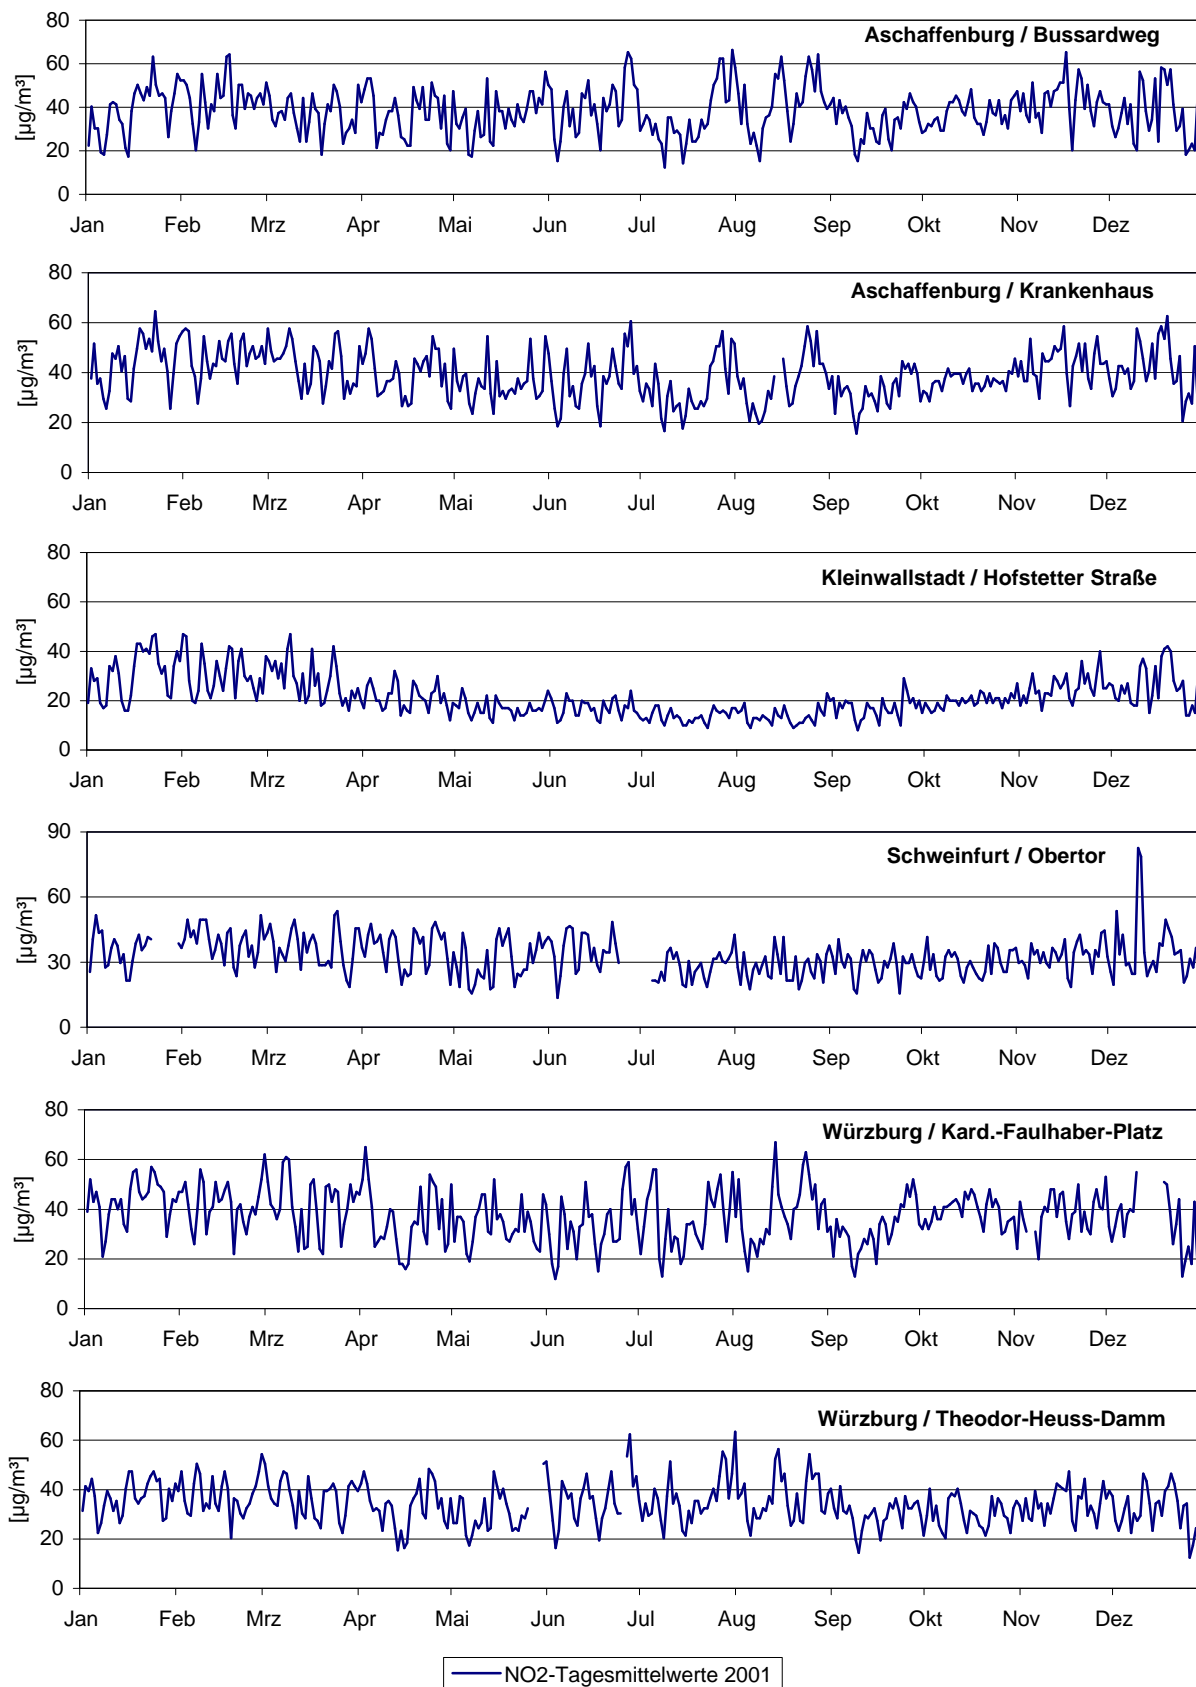 Aschaffenburg / Bussardweg
[µg/m³]
80
60
40
20
0
Jan Feb Mrz Apr Mai Jun Jul Aug Sep Okt Nov Dez
Aschaffenburg / Krankenhaus
[µg/m³]
80
60
40
20
0
Jan Feb Mrz Apr Mai Jun Jul Aug Sep Okt Nov Dez
Kleinwallstadt / Hofstetter Straße
[µg/m³]
80
60
40
20
0
Jan Feb Mrz Apr Mai Jun Jul Aug Sep Okt Nov Dez
Schweinfurt / Obertor
[µg/m³]
90
60
30
0
Jan Feb Mrz Apr Mai Jun Jul Aug Sep Okt Nov Dez
Würzburg / Kard.-Faulhaber-Platz
[µg/m³]
80
60
40
20
0
Jan Feb Mrz Apr Mai Jun Jul Aug Sep Okt Nov Dez
Würzburg / Theodor-Heuss-Damm
[µg/m³]
80
60
40
20
0
Jan Feb Mrz Apr Mai Jun Jul Aug Sep Okt Nov Dez
NO2-Tagesmittelwerte 2001